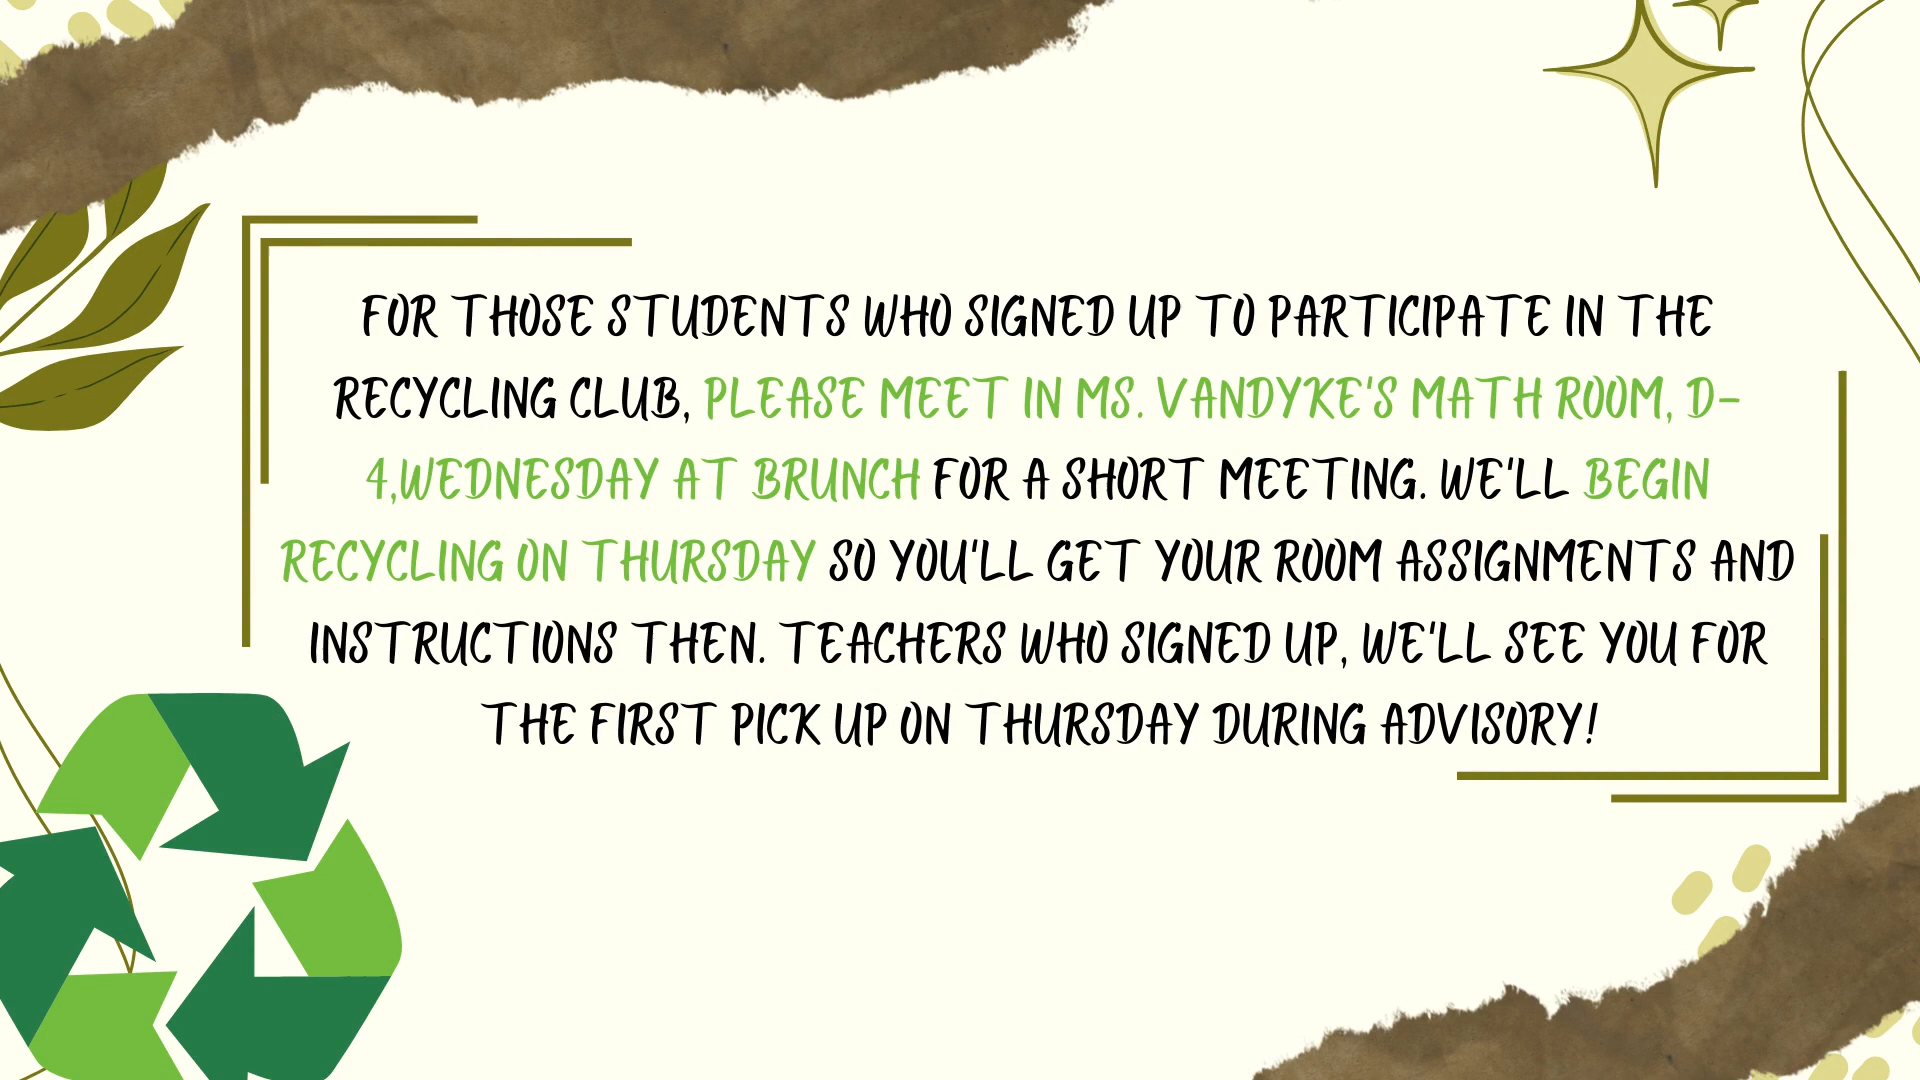 FOR THOSE STUDENTS WHO SIGNED UP TO PARTICIPATE IN THE
RECYCLING CLUB, PLEASE MEET IN MS. VANDYKE'S MATH ROOM, D-
4,WEDNESDAY AT BRUNCH FOR A SHORT MEETING. WE'LL BEGIN
RECYCLING ON THURSDAY SO YOU'LL GET YOUR ROOM ASSIGNMENTS AND
INSTRUCTIONS THEN. TEACHERS WHO SIGNED UP, WE'LL SEE YOU FOR
THE FIRST PICK UP ON THURSDAY DURING ADVISORY!